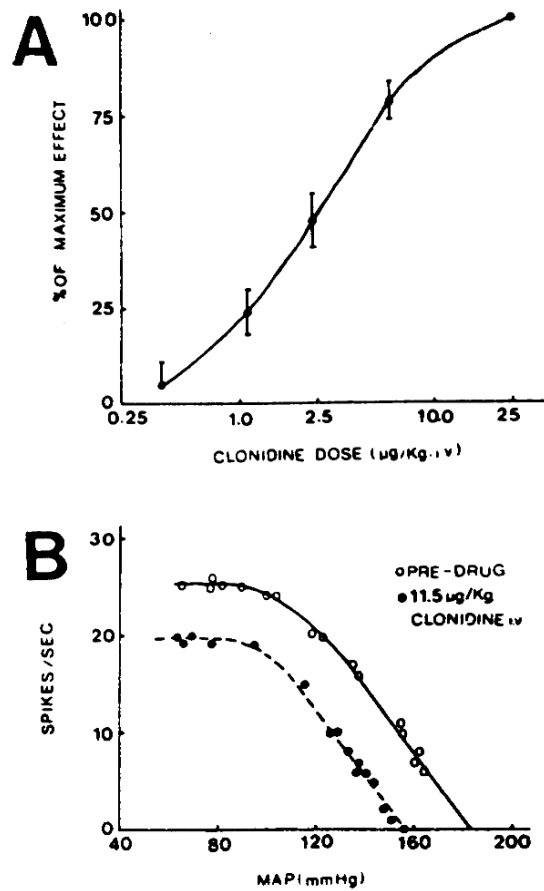 A
100
75
50
25
0
% OF MAXIMUM EFFECT
0.25 1.0 2.5 10.0 25
CLONIDINE DOSE (µg/Kg.iv)
B
30
20
10
0
SPIKES/SEC
PRE-DRUG
11.5 µg/Kg
CLONIDINE iv
40 80 120 160 200
MAP(mmHg)